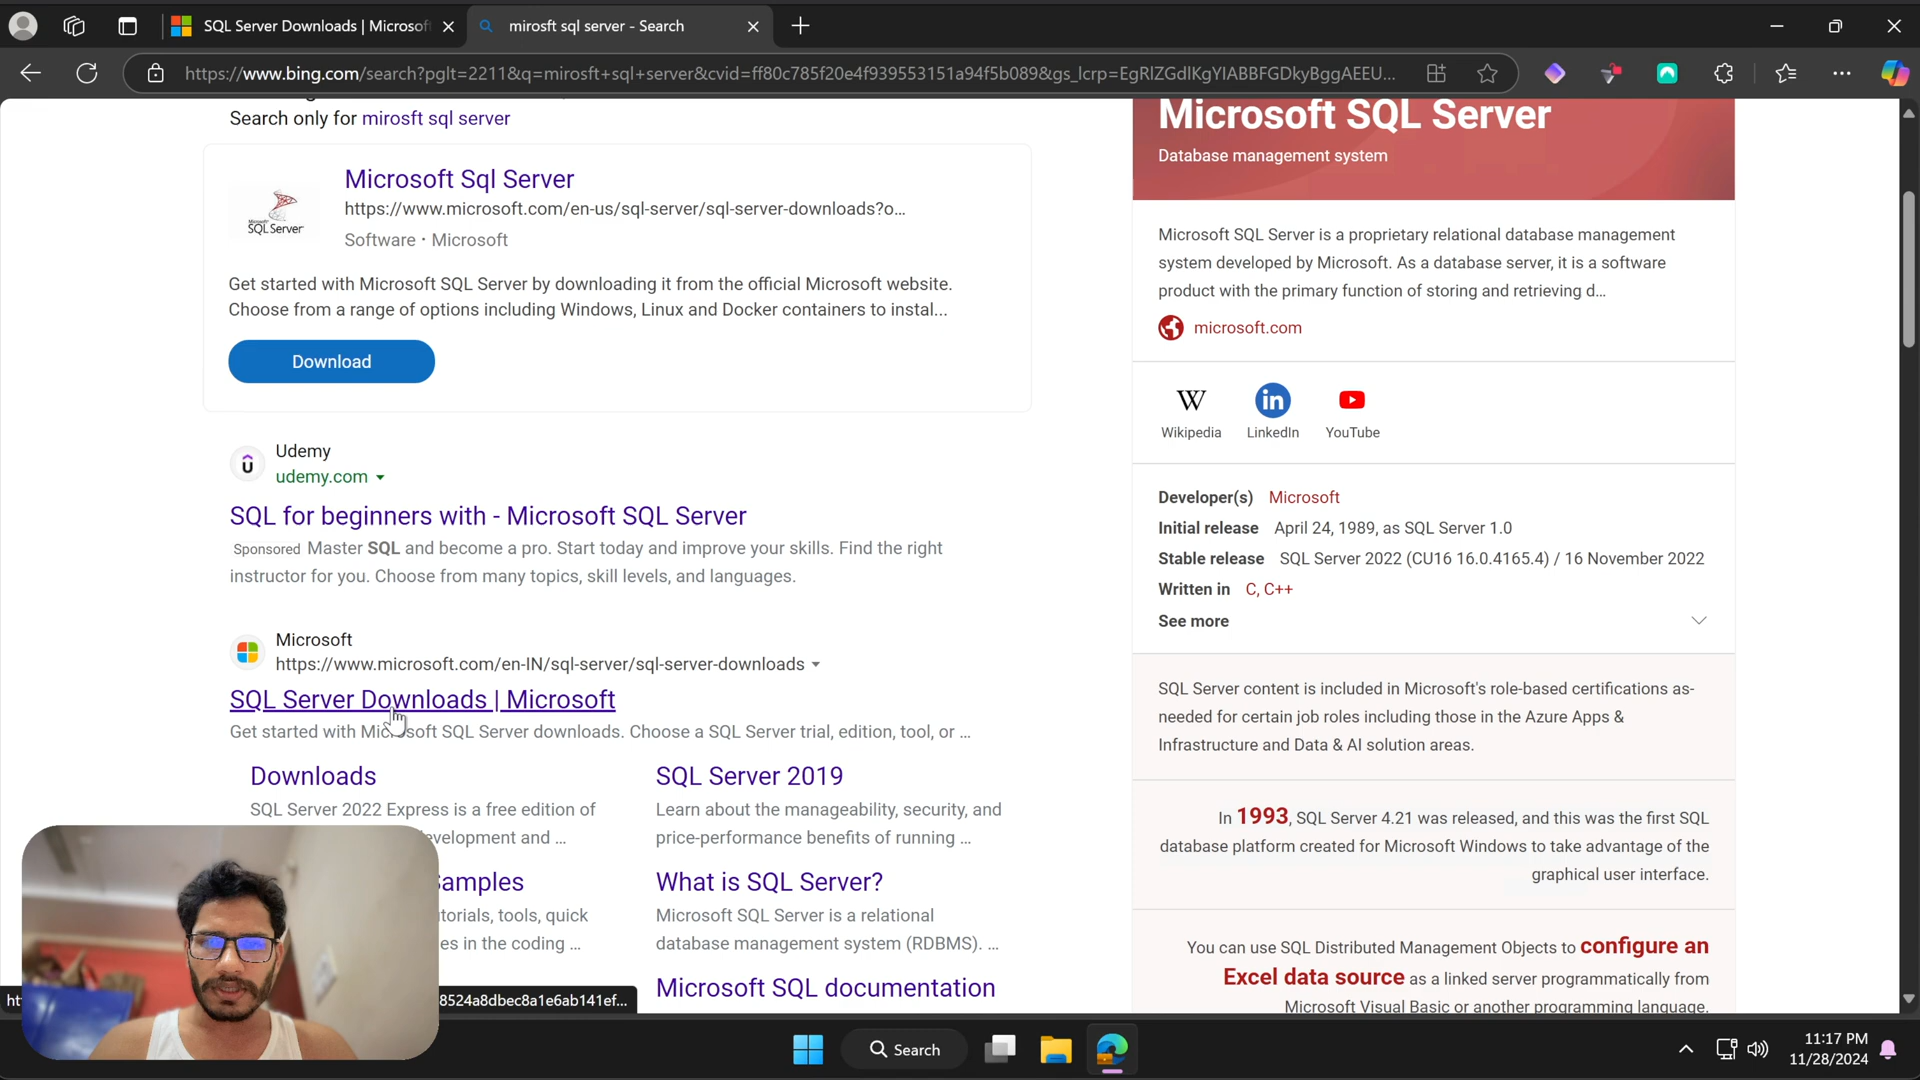 SQL Server Downloads | Microsof
mirosft sql server - Search
https://www.bing.com/search?pglt=2211&q=mirosft+sql+server&cvid=ff80c785f20e4f939553151a94f5b089&gs_lcrp=EgRlZGdlKgYIABBFGDkyBggAEEU...
Search only for mirosft sql server
Microsoft Sql Server
https://www.microsoft.com/en-us/sql-server/sql-server-downloads?o...
Software · Microsoft
Microsoft SQL Server
Get started with Microsoft SQL Server by downloading it from the official Microsoft website.
Choose from a range of options including Windows, Linux and Docker containers to instal...
Download
Udemy
udemy.com
SQL for beginners with - Microsoft SQL Server
Sponsored Master SQL and become a pro. Start today and improve your skills. Find the right
instructor for you. Choose from many topics, skill levels, and languages.
Microsoft
https://www.microsoft.com/en-IN/sql-server/sql-server-downloads
SQL Server Downloads | Microsoft
Get started with Microsoft SQL Server downloads. Choose a SQL Server trial, edition, tool, or ...
Downloads
SQL Server 2022 Express is a free edition of
evelopment and ...
SQL Server 2019
Learn about the manageability, security, and
price-performance benefits of running ...
Samples
torials, tools, quick
es in the coding ...
What is SQL Server?
Microsoft SQL Server is a relational
database management system (RDBMS). ...
Microsoft SQL documentation
8524a8dbec8a1e6ab141ef...
Microsoft SQL Server
Database management system
Microsoft SQL Server is a proprietary relational database management
system developed by Microsoft. As a database server, it is a software
product with the primary function of storing and retrieving d...
microsoft.com
W
Wikipedia
in
LinkedIn
YouTube
Developer(s) Microsoft
Initial release April 24, 1989, as SQL Server 1.0
Stable release SQL Server 2022 (CU16 16.0.4165.4) / 16 November 2022
Written in C, C++
See more
SQL Server content is included in Microsoft's role-based certifications as-
needed for certain job roles including those in the Azure Apps &
Infrastructure and Data & AI solution areas.
In 1993, SQL Server 4.21 was released, and this was the first SQL
database platform created for Microsoft Windows to take advantage of the
graphical user interface.
You can use SQL Distributed Management Objects to configure an
Excel data source as a linked server programmatically from
Microsoft Visual Basic or another programming language.
Search
11:17 PM
11/28/2024